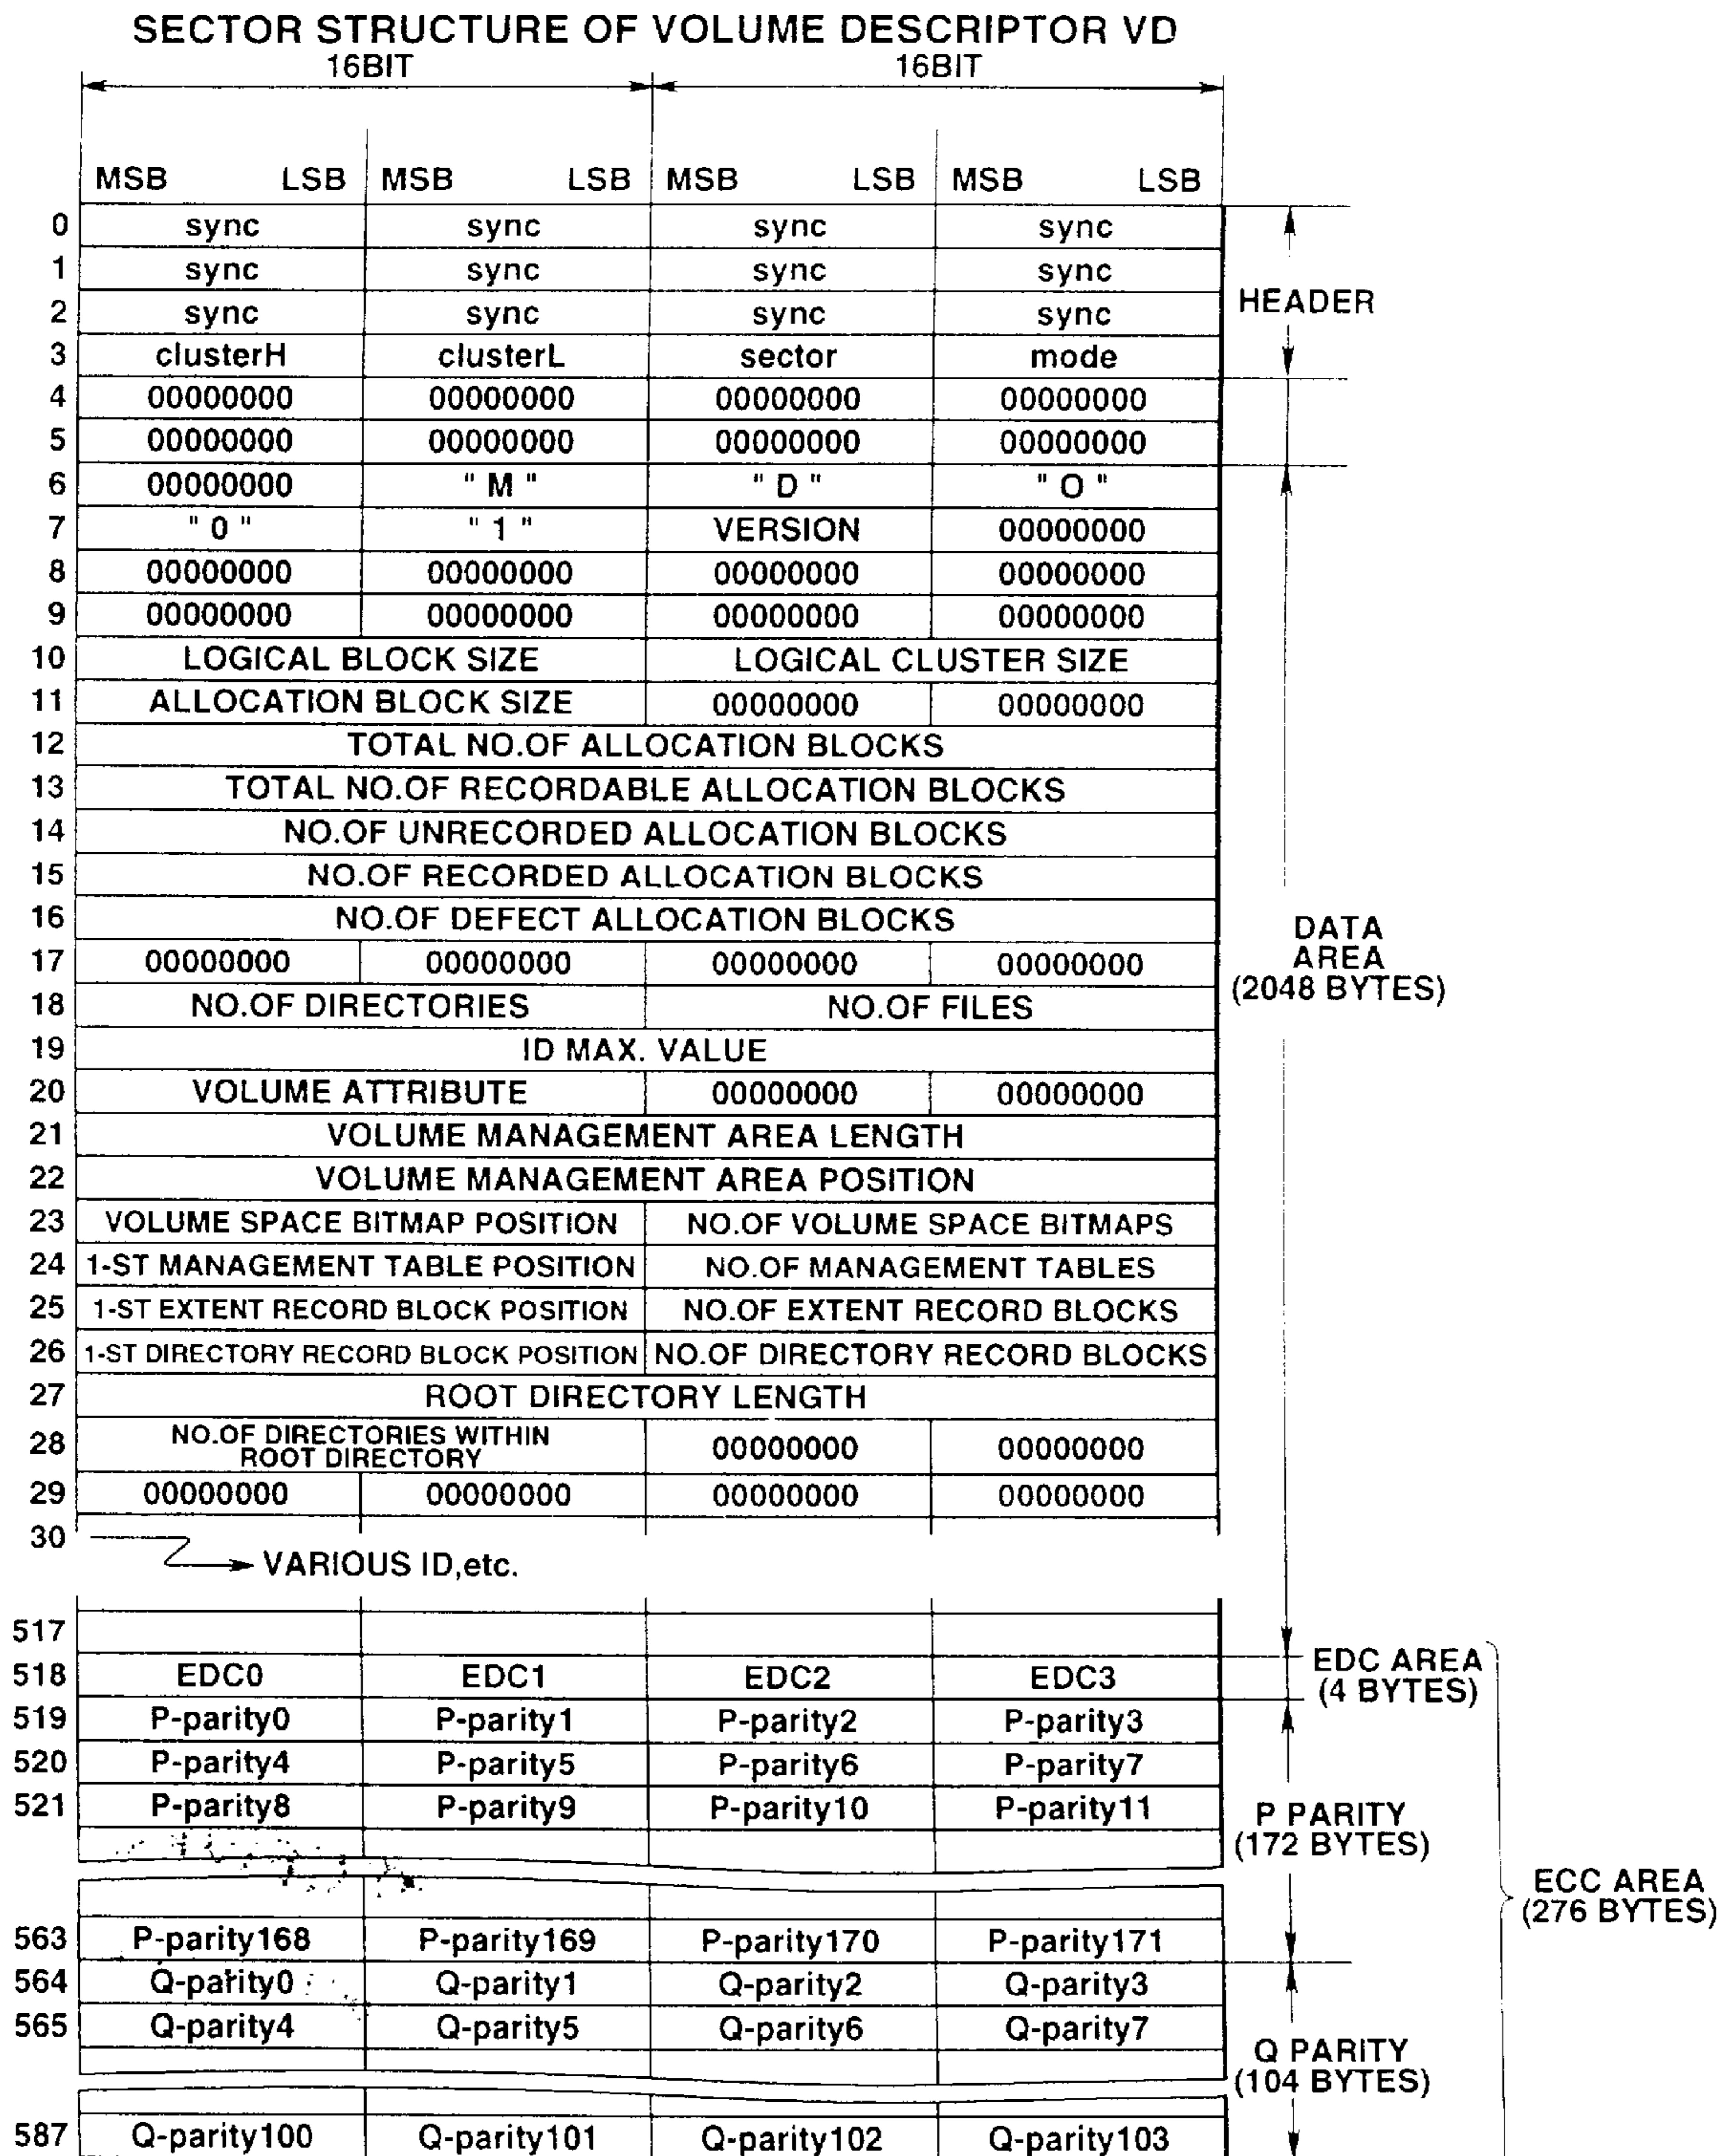 SECTOR STRUCTURE OF VOLUME DESCRIPTOR VD
16BIT 16BIT
MSB LSB MSB LSB MSB LSB MSB LSB
0 sync sync sync sync
1 sync sync sync sync
2 sync sync sync sync
HEADER
3 clusterH clusterL sector mode
4 00000000 00000000 00000000 00000000
5 00000000 00000000 00000000 00000000
6 00000000 " M " " D " " O "
7 " 0 " " 1 " VERSION 00000000
8 00000000 00000000 00000000 00000000
9 00000000 00000000 00000000 00000000
10 LOGICAL BLOCK SIZE LOGICAL CLUSTER SIZE
11 ALLOCATION BLOCK SIZE 00000000 00000000
12 TOTAL NO.OF ALLOCATION BLOCKS
13 TOTAL NO.OF RECORDABLE ALLOCATION BLOCKS
14 NO.OF UNRECORDED ALLOCATION BLOCKS
15 NO.OF RECORDED ALLOCATION BLOCKS
16 NO.OF DEFECT ALLOCATION BLOCKS
17 00000000 00000000 00000000 00000000
DATA
AREA
(2048 BYTES)
18 NO.OF DIRECTORIES NO.OF FILES
19 ID MAX. VALUE
20 VOLUME ATTRIBUTE 00000000 00000000
21 VOLUME MANAGEMENT AREA LENGTH
22 VOLUME MANAGEMENT AREA POSITION
23 VOLUME SPACE BITMAP POSITION NO.OF VOLUME SPACE BITMAPS
24 1-ST MANAGEMENT TABLE POSITION NO.OF MANAGEMENT TABLES
25 1-ST EXTENT RECORD BLOCK POSITION NO.OF EXTENT RECORD BLOCKS
26 1-ST DIRECTORY RECORD BLOCK POSITION NO.OF DIRECTORY RECORD BLOCKS
27 ROOT DIRECTORY LENGTH
28 NO.OF DIRECTORIES WITHIN
ROOT DIRECTORY 00000000 00000000
29 00000000 00000000 00000000 00000000
30
VARIOUS ID,etc.
517
518 EDC0 EDC1 EDC2 EDC3
EDC AREA
(4 BYTES)
519 P-parity0 P-parity1 P-parity2 P-parity3
520 P-parity4 P-parity5 P-parity6 P-parity7
521 P-parity8 P-parity9 P-parity10 P-parity11
P PARITY
(172 BYTES)
ECC AREA
(276 BYTES)
563 P-parity168 P-parity169 P-parity170 P-parity171
564 Q-parity0 Q-parity1 Q-parity2 Q-parity3
565 Q-parity4 Q-parity5 Q-parity6 Q-parity7
Q PARITY
(104 BYTES)
587 Q-parity100 Q-parity101 Q-parity102 Q-parity103